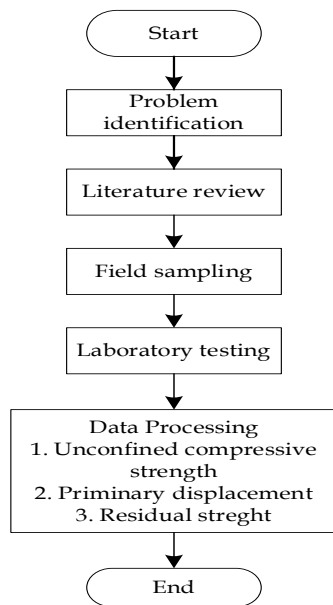 Start
Problem
identification
Literature review
Field sampling
Laboratory testing
Data Processing
1. Unconfined compressive
strength
2. Priminary displacement
3. Residual streght
End